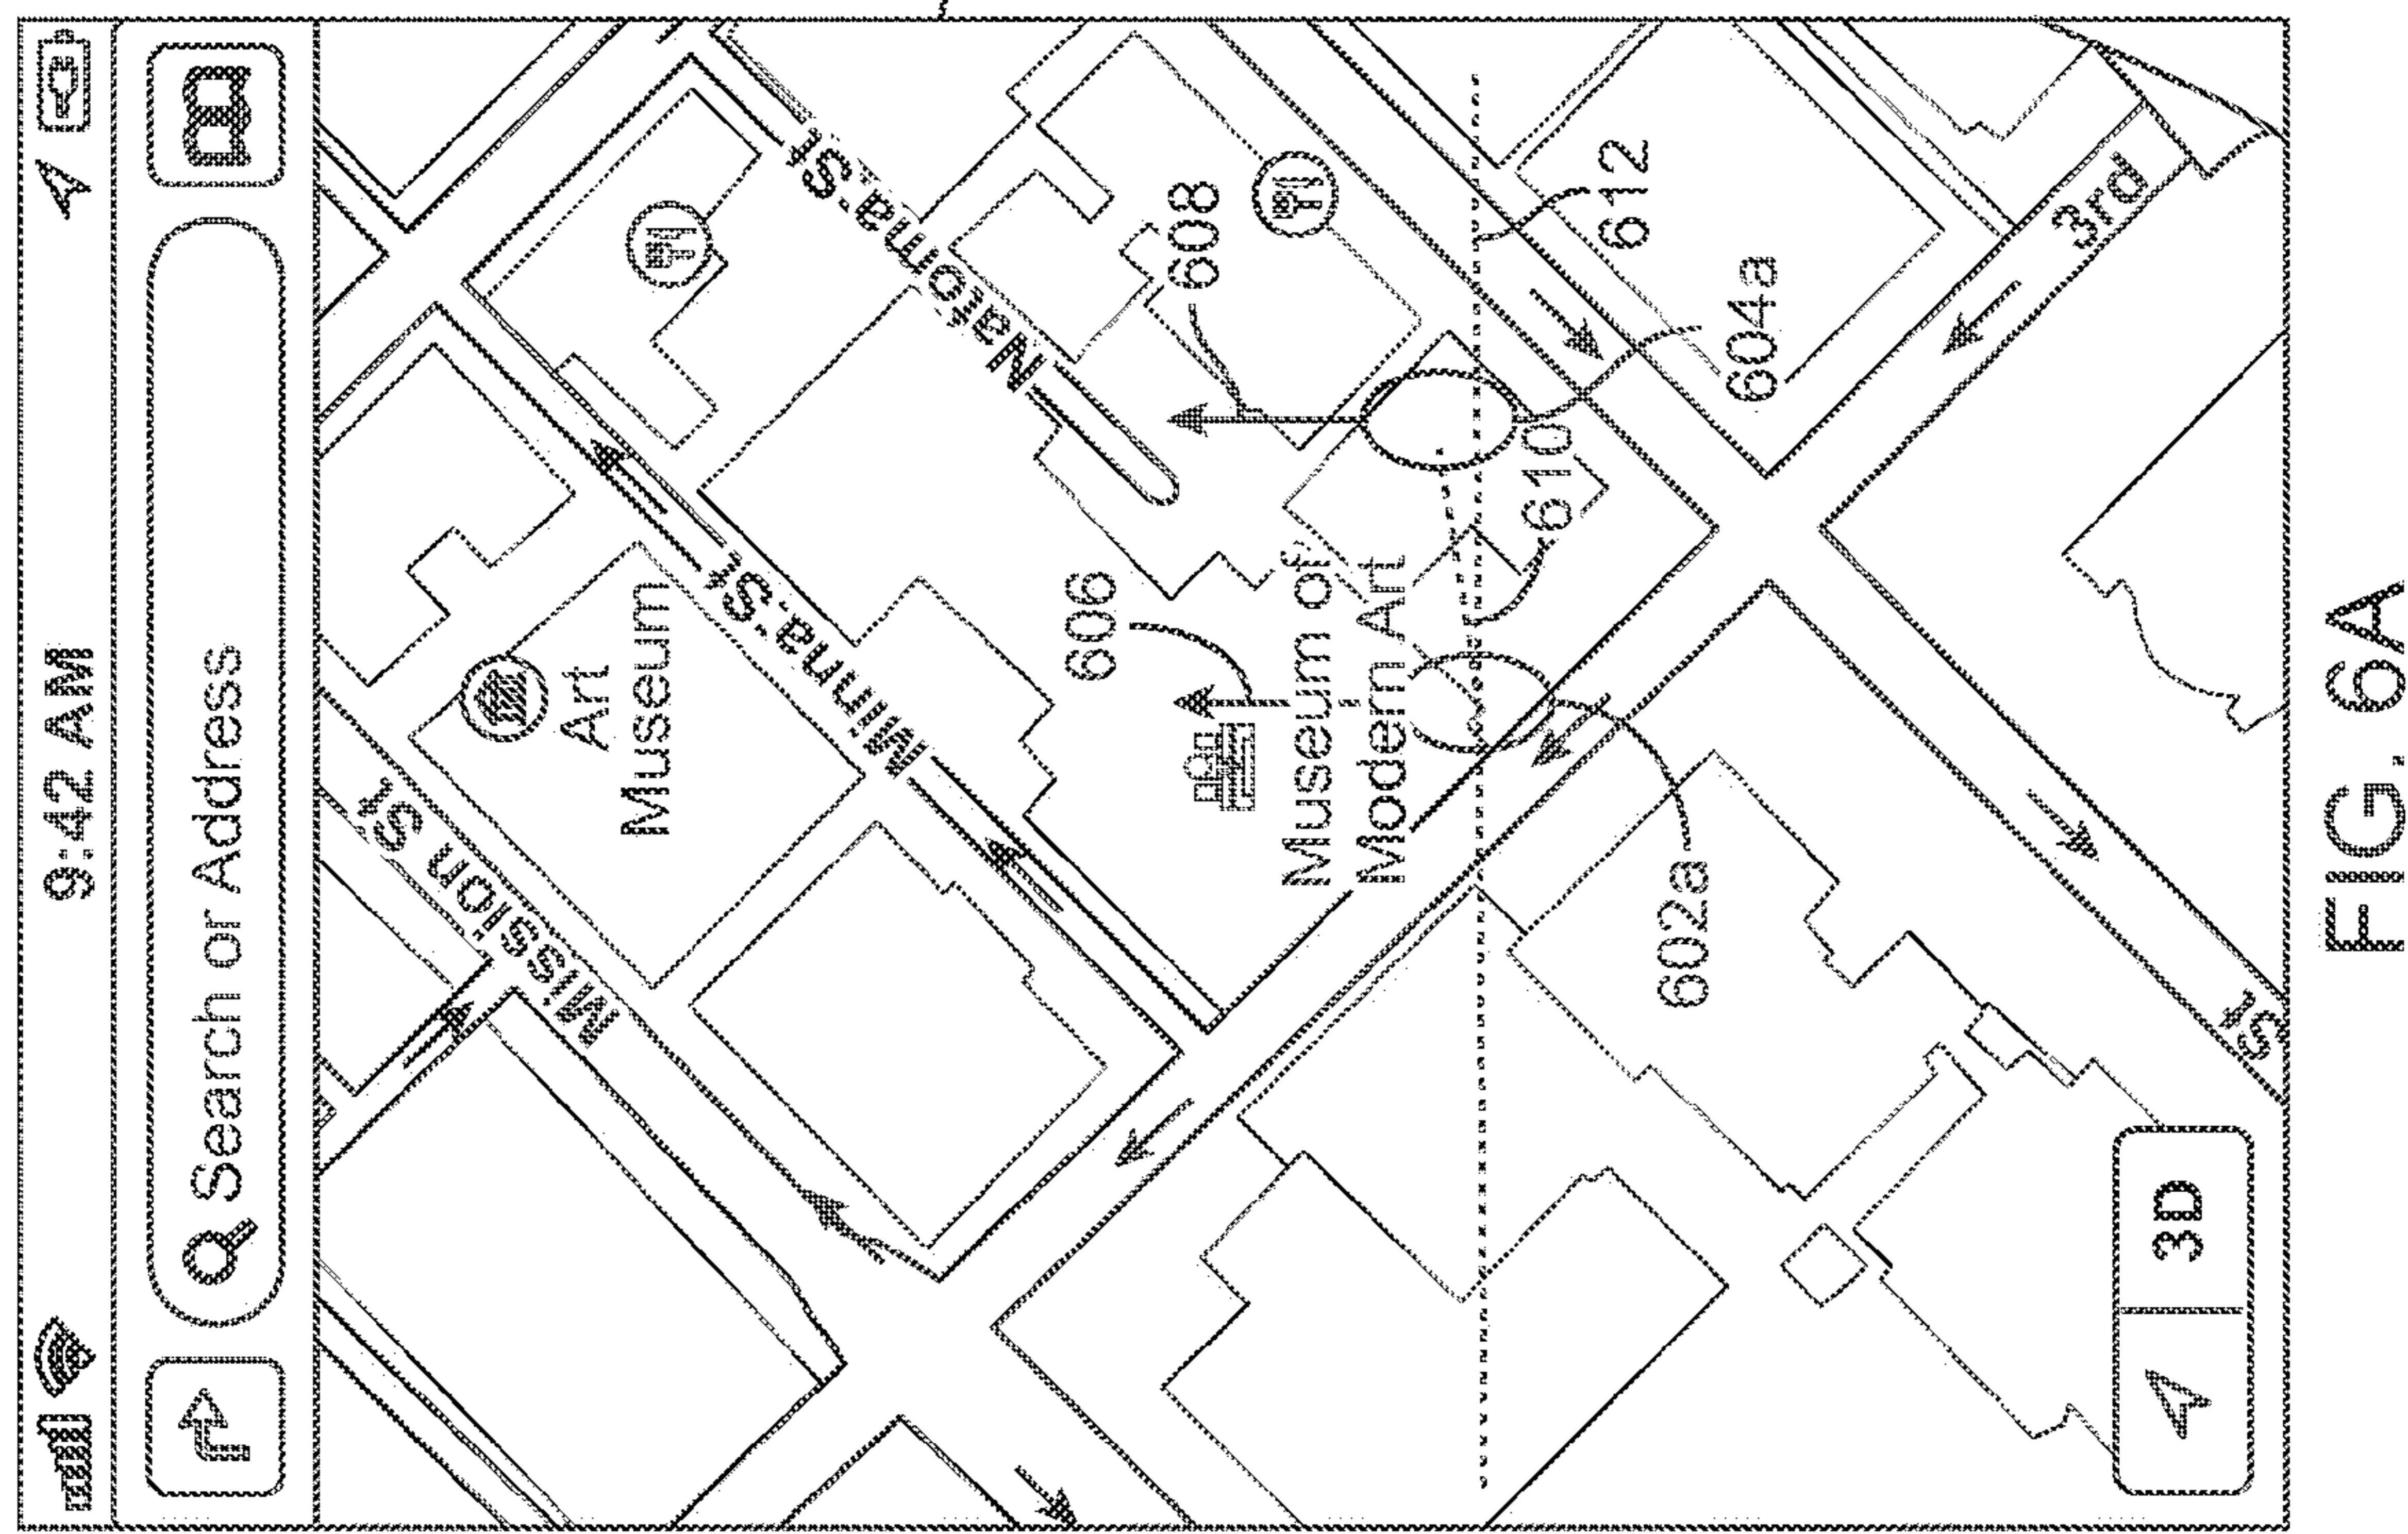 9:42 AM
Search or Address
Mission St
Art
Museum
Minna St
Natoma St
606
608
Museum of
Modern Art
610
612
602a
604a
3rd
St
3D
FIG. 6A